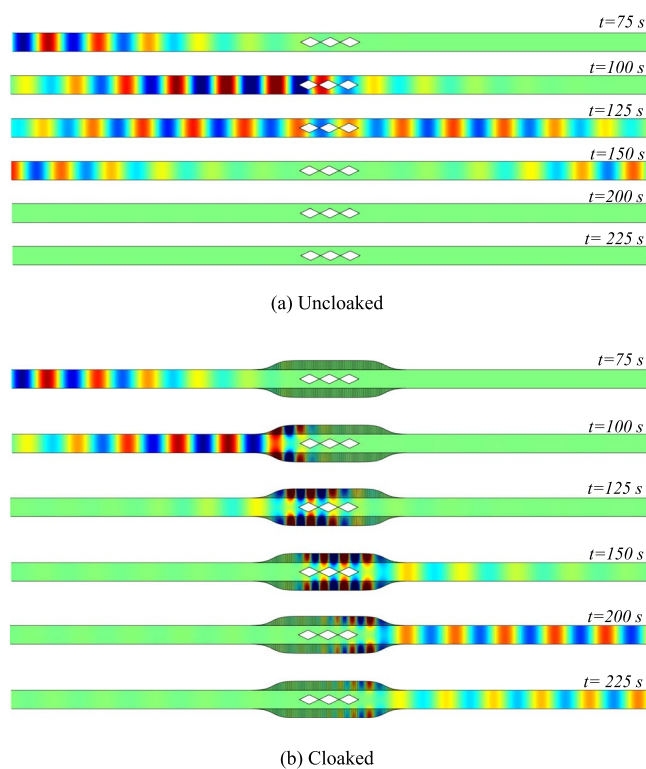 t=75 s
t=100 s
t=125 s
t=150 s
t=200 s
t= 225 s
(a) Uncloaked
t=75 s
t=100 s
t=125 s
t=150 s
t=200 s
t= 225 s
(b) Cloaked